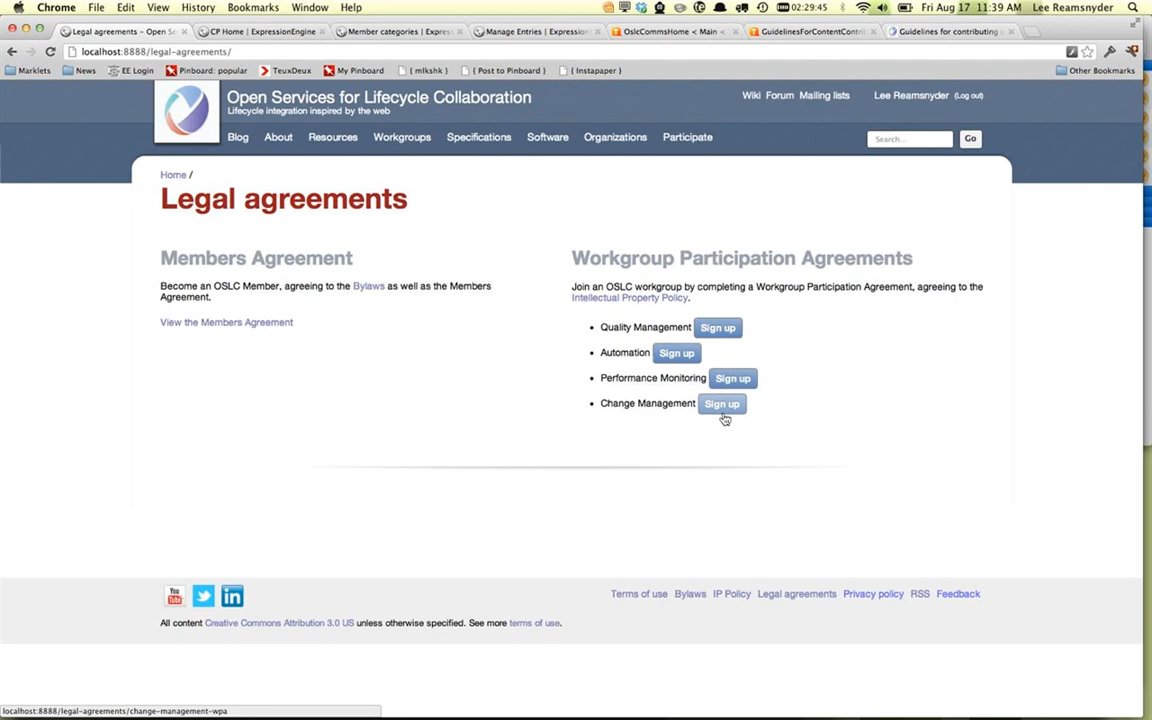 Chrome File Edit View History Bookmarks Window Help 02:29:45 Fri Aug 17 11:39 AM Lee Reamsnyder
Legal agreements – Open Se CP Home | ExpressionEngine Member categories | Expres Manage Entries | Expression OslcCommsHome < Main < GuidelinesForContentContrib Guidelines for contributing
localhost:8888/legal-agreements/
Marklets News EE Login Pinboard: popular TeuxDeux My Pinboard { mlkshk } { Post to Pinboard } { Instapaper } Other Bookmarks
Open Services for Lifecycle Collaboration
Lifecycle integration inspired by the web
Wiki Forum Mailing lists Lee Reamsnyder (Log out)
Blog About Resources Workgroups Specifications Software Organizations Participate Search... Go
Home /
Legal agreements
Members Agreement
Become an OSLC Member, agreeing to the Bylaws as well as the Members
Agreement.
View the Members Agreement
Workgroup Participation Agreements
Join an OSLC workgroup by completing a Workgroup Participation Agreement, agreeing to the
Intellectual Property Policy.
• Quality Management Sign up
• Automation Sign up
• Performance Monitoring Sign up
• Change Management Sign up
You Tube in
Terms of use Bylaws IP Policy Legal agreements Privacy policy RSS Feedback
All content Creative Commons Attribution 3.0 US unless otherwise specified. See more terms of use.
localhost:8888/legal-agreements/change-management-wpa